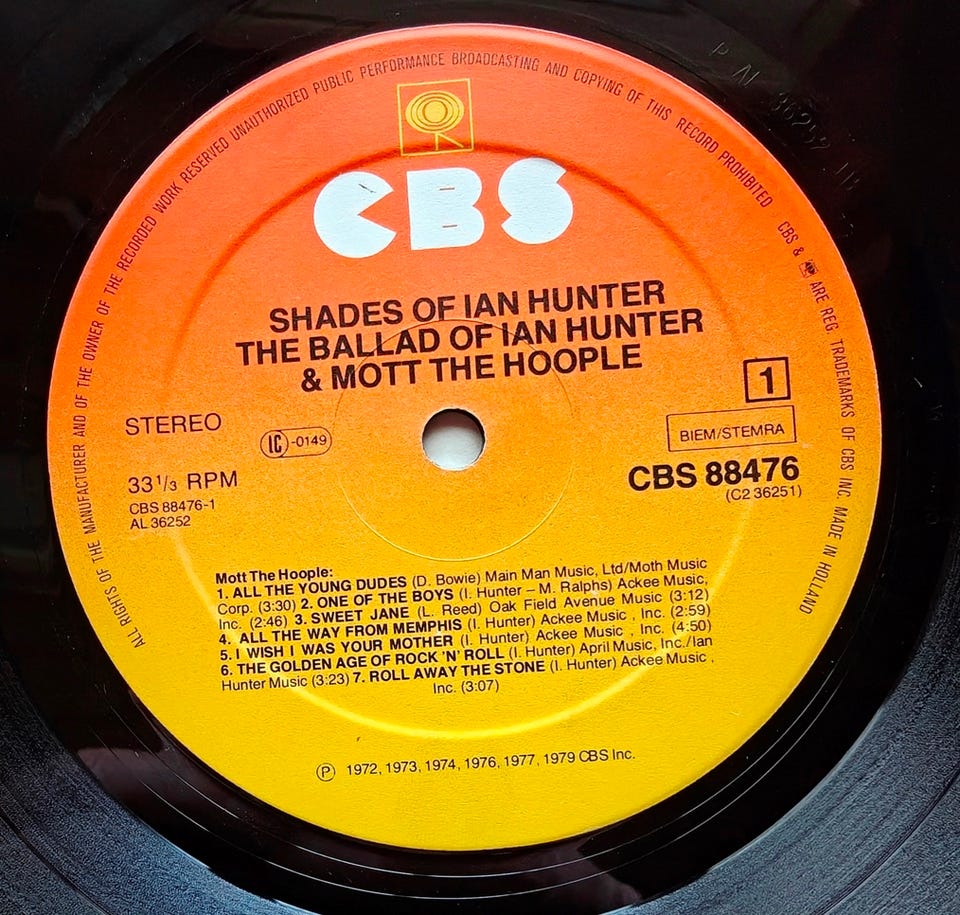 ALL RIGHTS OF THE MANUFACTURER AND OF THE OWNER OF THE RECORDED WORK RESERVED UNAUTHORIZED PUBLIC PERFORMANCE BROADCASTING AND COPYING OF THIS RECORD PROHIBITED
CBS & ARE REG. TRADEMARKS OF CBS INC. MADE IN HOLLAND
CBS
SHADES OF IAN HUNTER
THE BALLAD OF IAN HUNTER
& MOTT THE HOOPLE
1
STEREO
IC -0149
BIEM/STEMRA
33 1/3 RPM
CBS 88476
CBS 88476-1
(C2 36251)
AL 36252
Mott The Hoople:
1. ALL THE YOUNG DUDES (D. Bowie) Main Man Music, Ltd/Moth Music
Corp. (3:30) 2. ONE OF THE BOYS (I. Hunter – M. Ralphs) Ackee Music,
Inc. (2:46) 3. SWEET JANE (L. Reed) Oak Field Avenue Music (3:12)
4. ALL THE WAY FROM MEMPHIS (I. Hunter) Ackee Music , Inc. (2:59)
5. I WISH I WAS YOUR MOTHER (I. Hunter) Ackee Music , Inc. (4:50)
6. THE GOLDEN AGE OF ROCK 'N' ROLL (I. Hunter) April Music, Inc./Ian
Hunter Music (3:23) 7. ROLL AWAY THE STONE (I. Hunter) Ackee Music ,
Inc. (3:07)
Ⓟ 1972, 1973, 1974, 1976, 1977, 1979 CBS Inc.